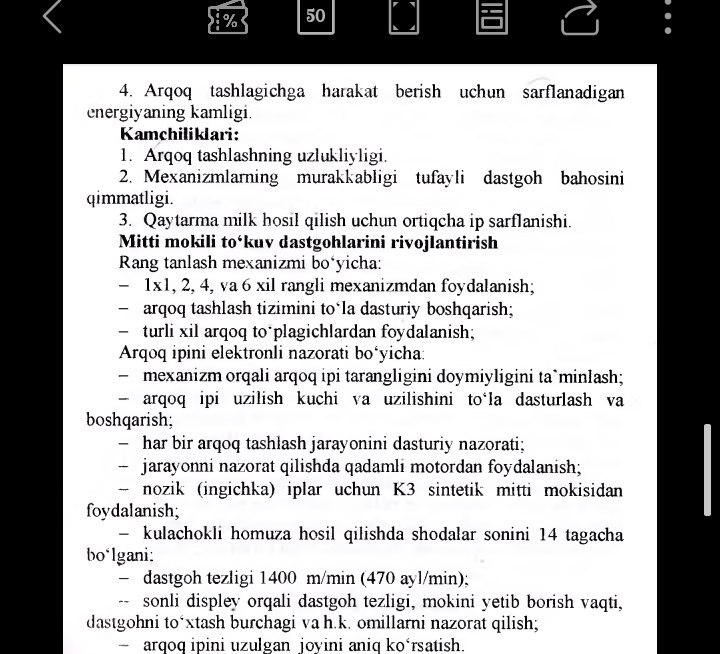 %
50
4. Arqoq tashlagichga harakat berish uchun sarflanadigan
energiyaning kamligi.
Kamchiliklari:
1. Arqoq tashlashning uzlukliyligi.
2. Mexanizmlarning murakkabligi tufayli dastgoh bahosini
qimmatligi.
3. Qaytarma milk hosil qilish uchun ortiqcha ip sarflanishi.
Mitti mokili to‘kuv dastgohlarini rivojlantirish
Rang tanlash mexanizmi bo‘yicha:
– 1x1, 2, 4, va 6 xil rangli mexanizmdan foydalanish;
– arqoq tashlash tizimini to‘la dasturiy boshqarish;
– turli xil arqoq to‘plagichlardan foydalanish;
Arqoq ipini elektronli nazorati bo‘yicha:
– mexanizm orqali arqoq ipi tarangligini doymiyligini ta`minlash;
– arqoq ipi uzilish kuchi va uzilishini to‘la dasturlash va
boshqarish;
– har bir arqoq tashlash jarayonini dasturiy nazorati;
– jarayonni nazorat qilishda qadamli motordan foydalanish;
– nozik (ingichka) iplar uchun K3 sintetik mitti mokisidan
foydalanish;
– kulachokli homuza hosil qilishda shodalar sonini 14 tagacha
bo‘lgani;
– dastgoh tezligi 1400 m/min (470 ayl/min);
-- sonli display orqali dastgoh tezligi, mokini yetib borish vaqti,
dastgohni to‘xtash burchagi va h.k. omillarni nazorat qilish;
– arqoq ipini uzulgan joyini aniq ko‘rsatish.